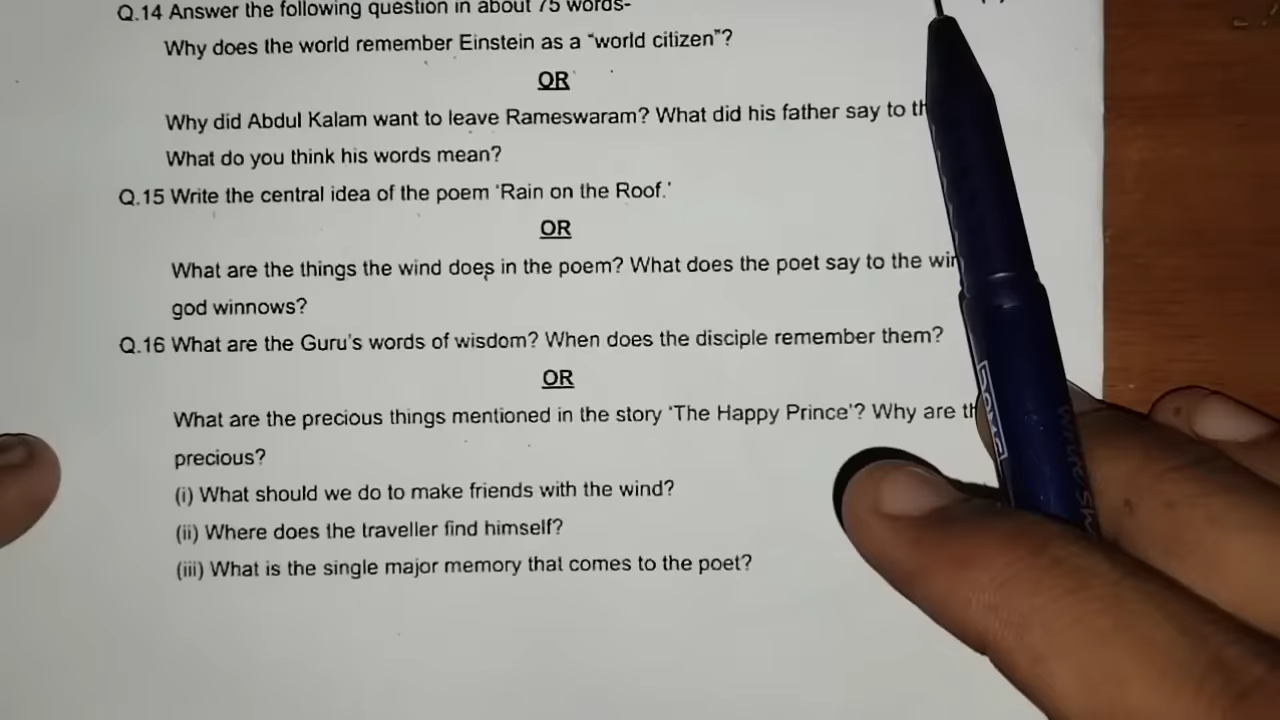 Q.14 Answer the following question in about 75 words-
Why does the world remember Einstein as a “world citizen”?
OR
Why did Abdul Kalam want to leave Rameswaram? What did his father say to
What do you think his words mean?
Q.15 Write the central idea of the poem ‘Rain on the Roof.’
OR
What are the things the wind does in the poem? What does the poet say to the
god winnows?
Q.16 What are the Guru's words of wisdom? When does the disciple remember them?
OR
What are the precious things mentioned in the story ‘The Happy Prince’? Why are
precious?
(i) What should we do to make friends with the wind?
(ii) Where does the traveller find himself?
(iii) What is the single major memory that comes to the poet?